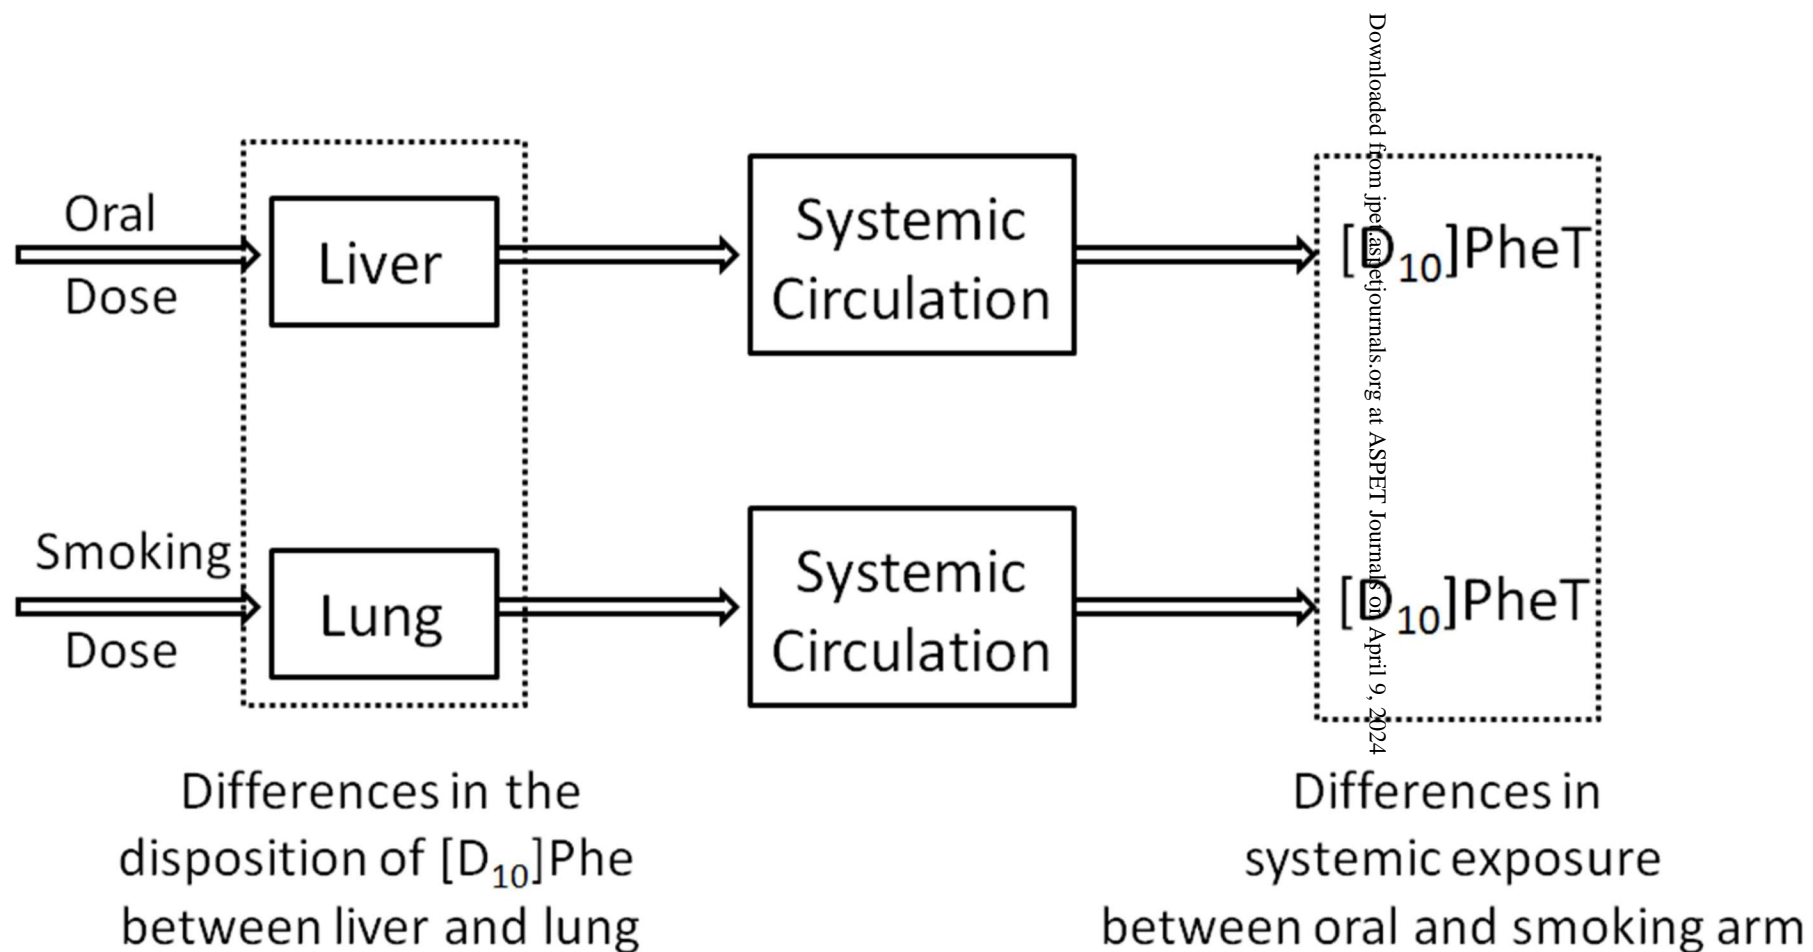 Oral
Dose
Liver
Systemic
Circulation
[D10]PheT
Smoking
Dose
Lung
Systemic
Circulation
[D10]PheT
Differences in the
disposition of [D10]Phe
between liver and lung
Differences in
systemic exposure
between oral and smoking arm
Downloaded from jpet.aspetjournals.org at ASPET Journals on April 9, 2024